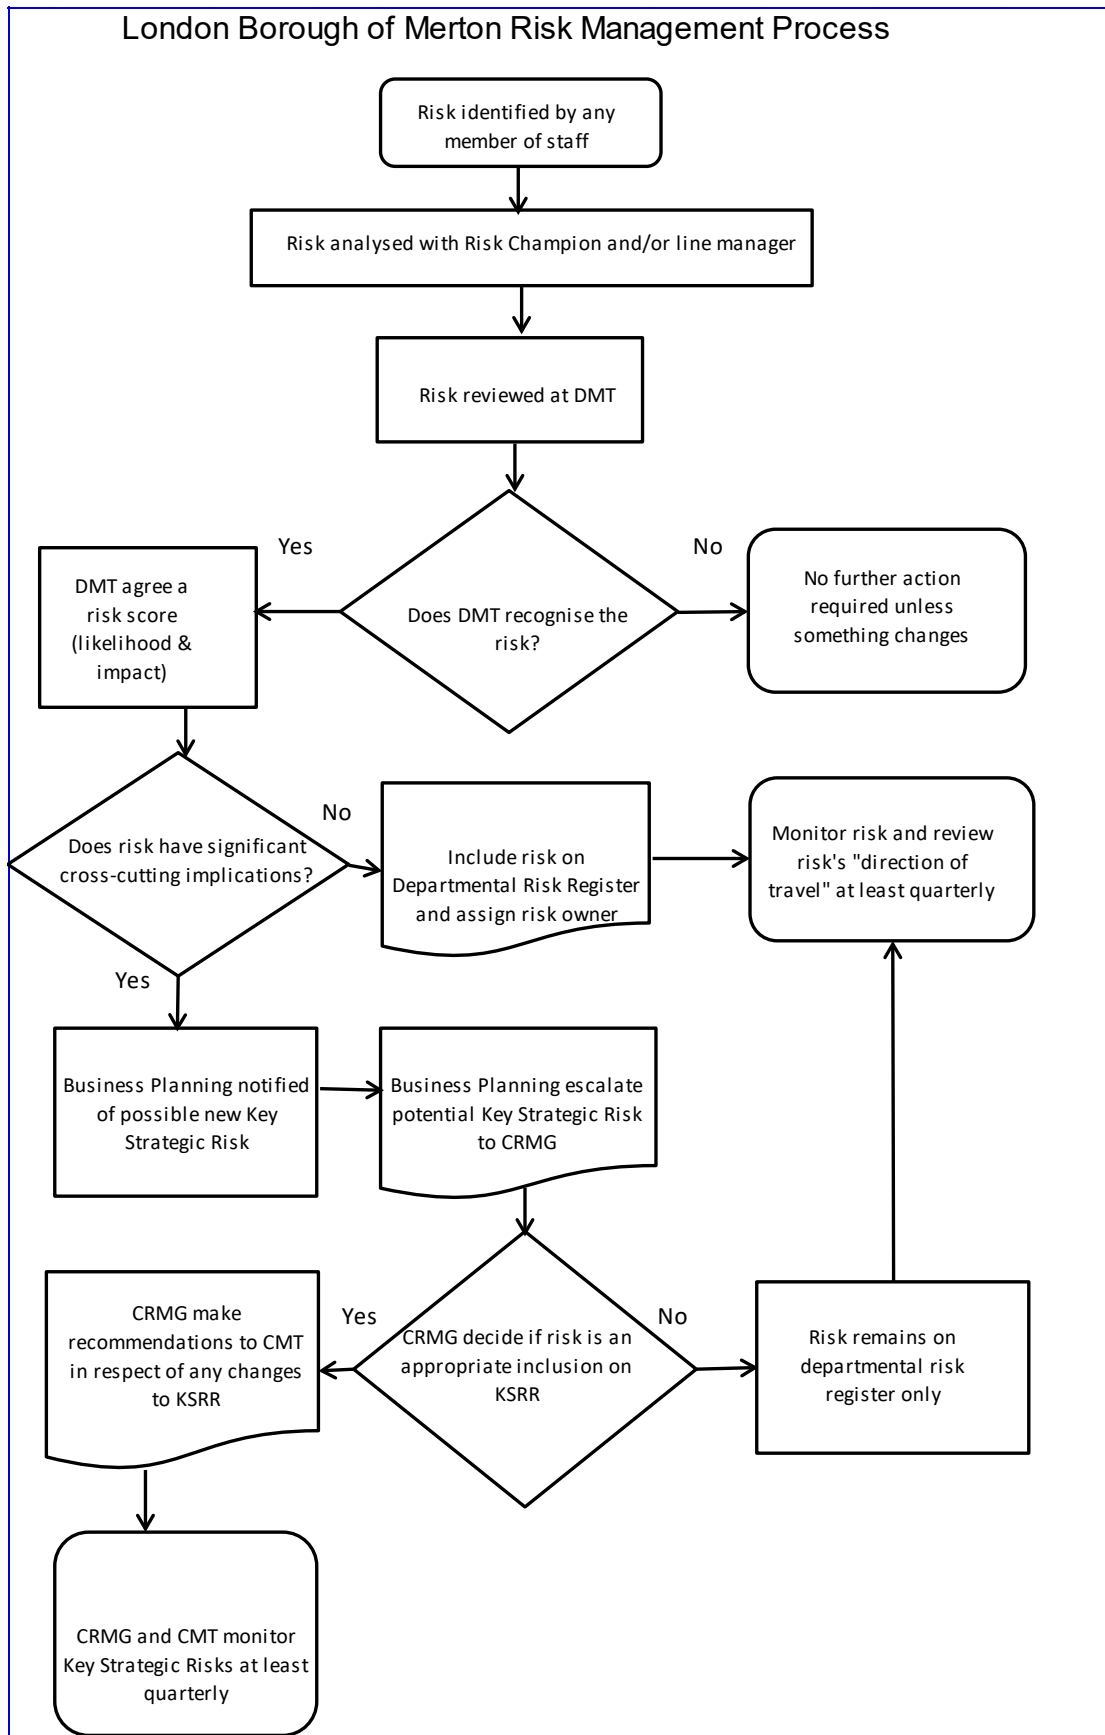 London Borough of Merton Risk Management Process
Risk identified by any
member of staff
Risk analysed with Risk Champion and/or line manager
Risk reviewed at DMT
Yes
No
DMT agree a
risk score
(likelihood &
impact)
Does DMT recognise the
risk?
No further action
required unless
something changes
Does risk have significant
cross-cutting implications?
No
Include risk on
Departmental Risk Register
and assign risk owner
Monitor risk and review
risk's "direction of
travel" at least quarterly
Yes
Business Planning notified
of possible new Key
Strategic Risk
Business Planning escalate
potential Key Strategic Risk
to CRMG
CRMG make
recommendations to CMT
in respect of any changes
to KSRR
Yes
CRMG decide if risk is an
appropriate inclusion on
KSRR
No
Risk remains on
departmental risk
register only
CRMG and CMT monitor
Key Strategic Risks at least
quarterly